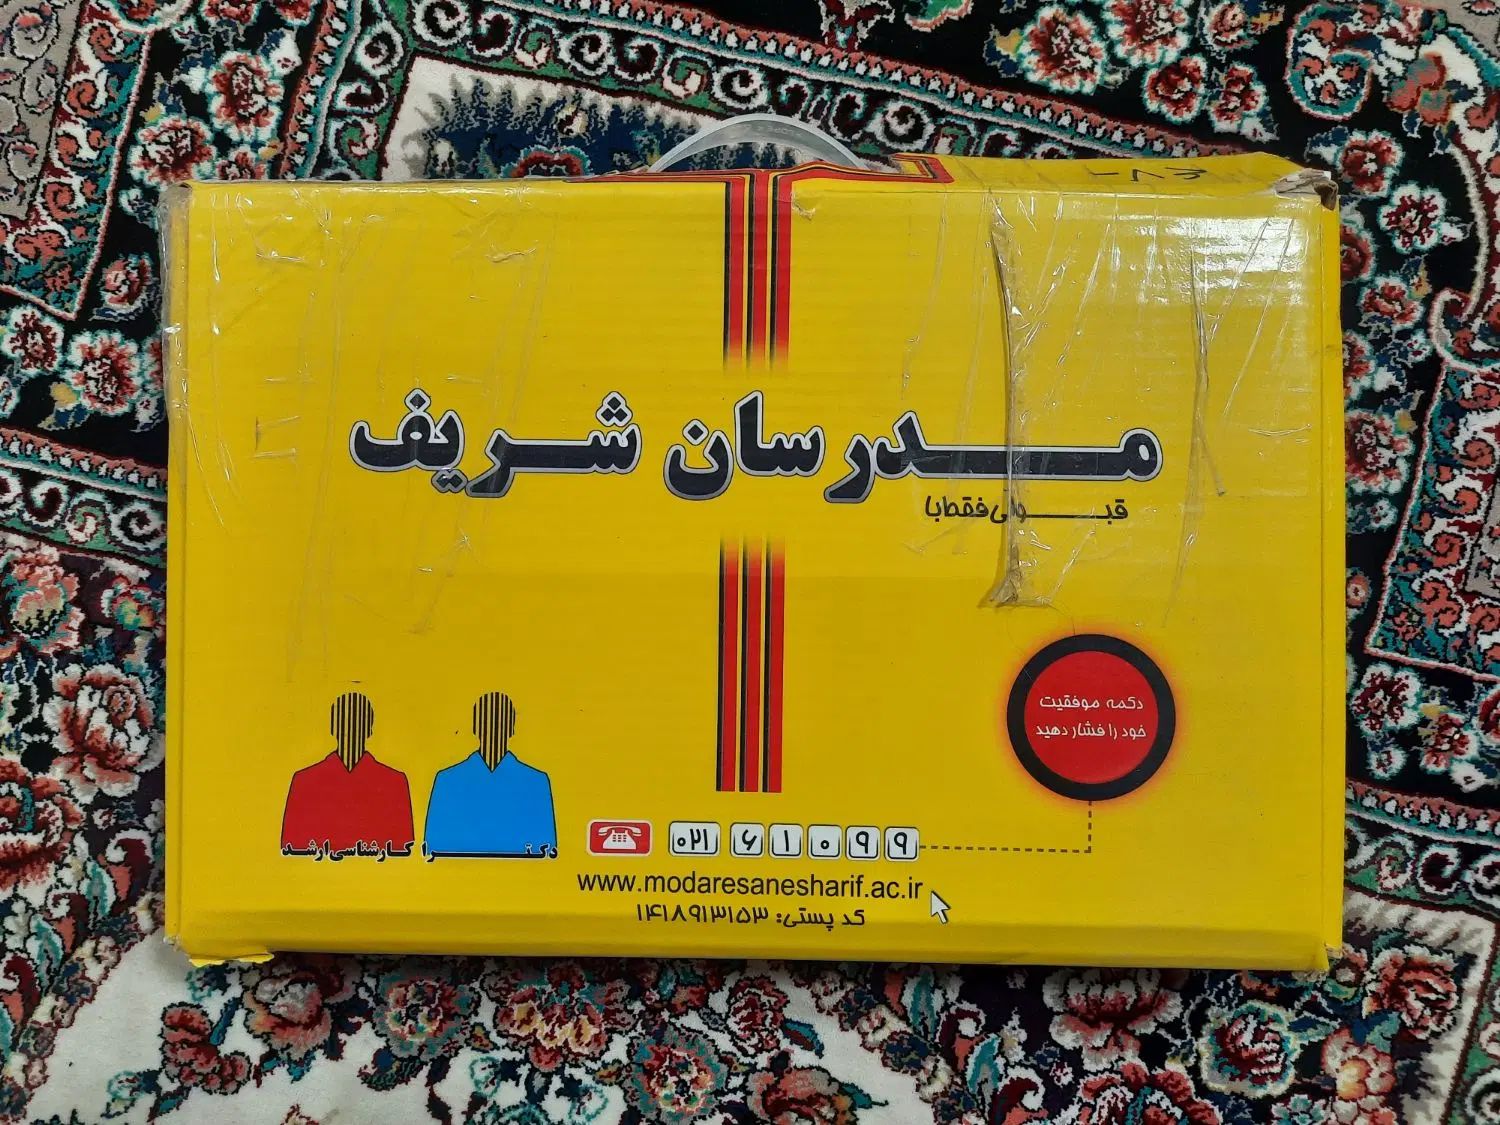 مدرسان شریف
قبولی فقط با
دکمه موفقیت
خود را فشار دهید
کارشناسی ارشد
دکترا
۰۲۱ ۶۱۰۹۹
www.modaresanesharif.ac.ir
کد پستی: ۱۴۱۸۹۱۳۱۵۳